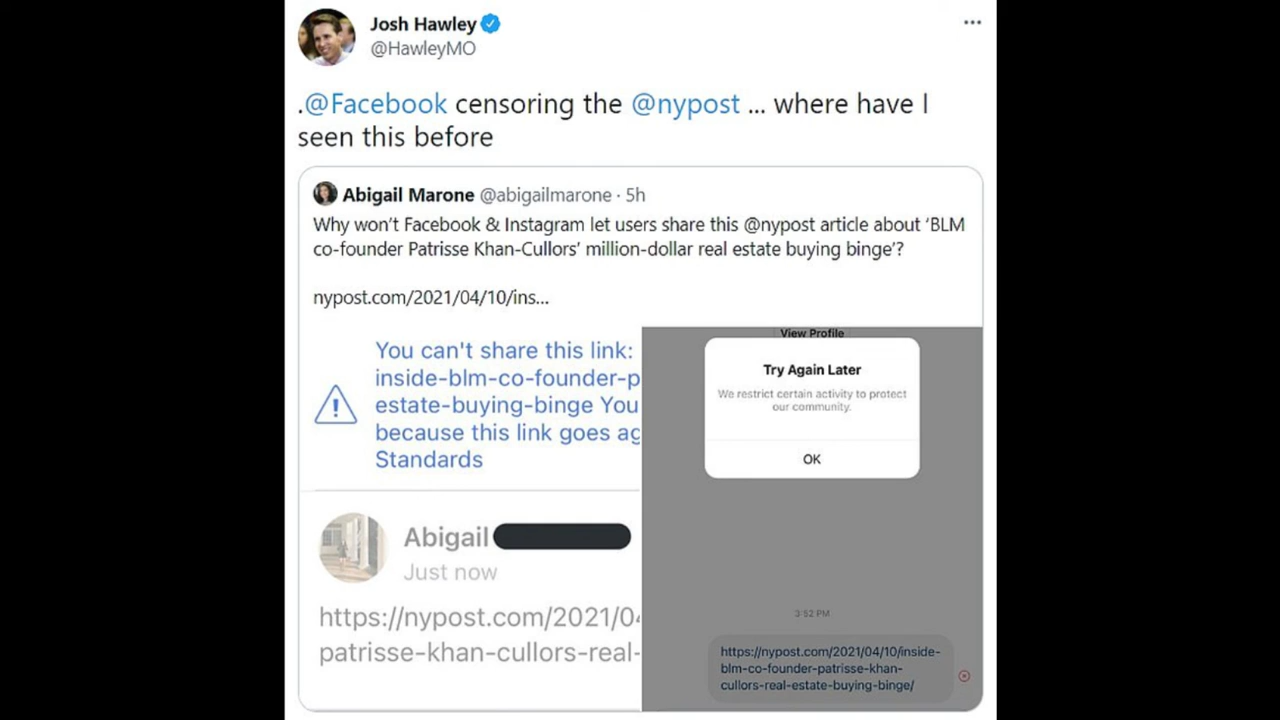 Josh Hawley
@HawleyMO
.@Facebook censoring the @nypost ... where have I
seen this before
Abigail Marone @abigailmarone · 5h
Why won't Facebook & Instagram let users share this @nypost article about 'BLM
co-founder Patrisse Khan-Cullors' million-dollar real estate buying binge'?
nypost.com/2021/04/10/ins...
You can't share this link:
inside-blm-co-founder-p
estate-buying-binge You
because this link goes ag
Standards
Abigail
Just now
https://nypost.com/2021/04
patrisse-khan-cullors-real-
View Profile
Try Again Later
We restrict certain activity to protect
our community.
OK
3:52 PM
https://nypost.com/2021/04/10/inside-
blm-co-founder-patrisse-khan-
cullors-real-estate-buying-binge/